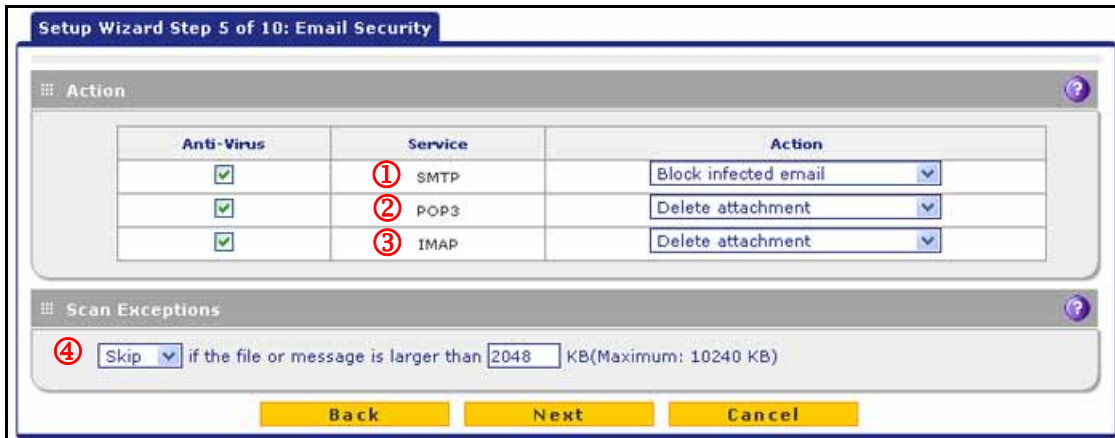 Setup Wizard Step 5 of 10: Email Security
Action
?
Anti-Virus Service Action
① SMTP Block infected email
② POP3 Delete attachment
③ IMAP Delete attachment
Scan Exceptions
?
④ Skip if the file or message is larger than 2048 KB(Maximum: 10240 KB)
Back Next Cancel